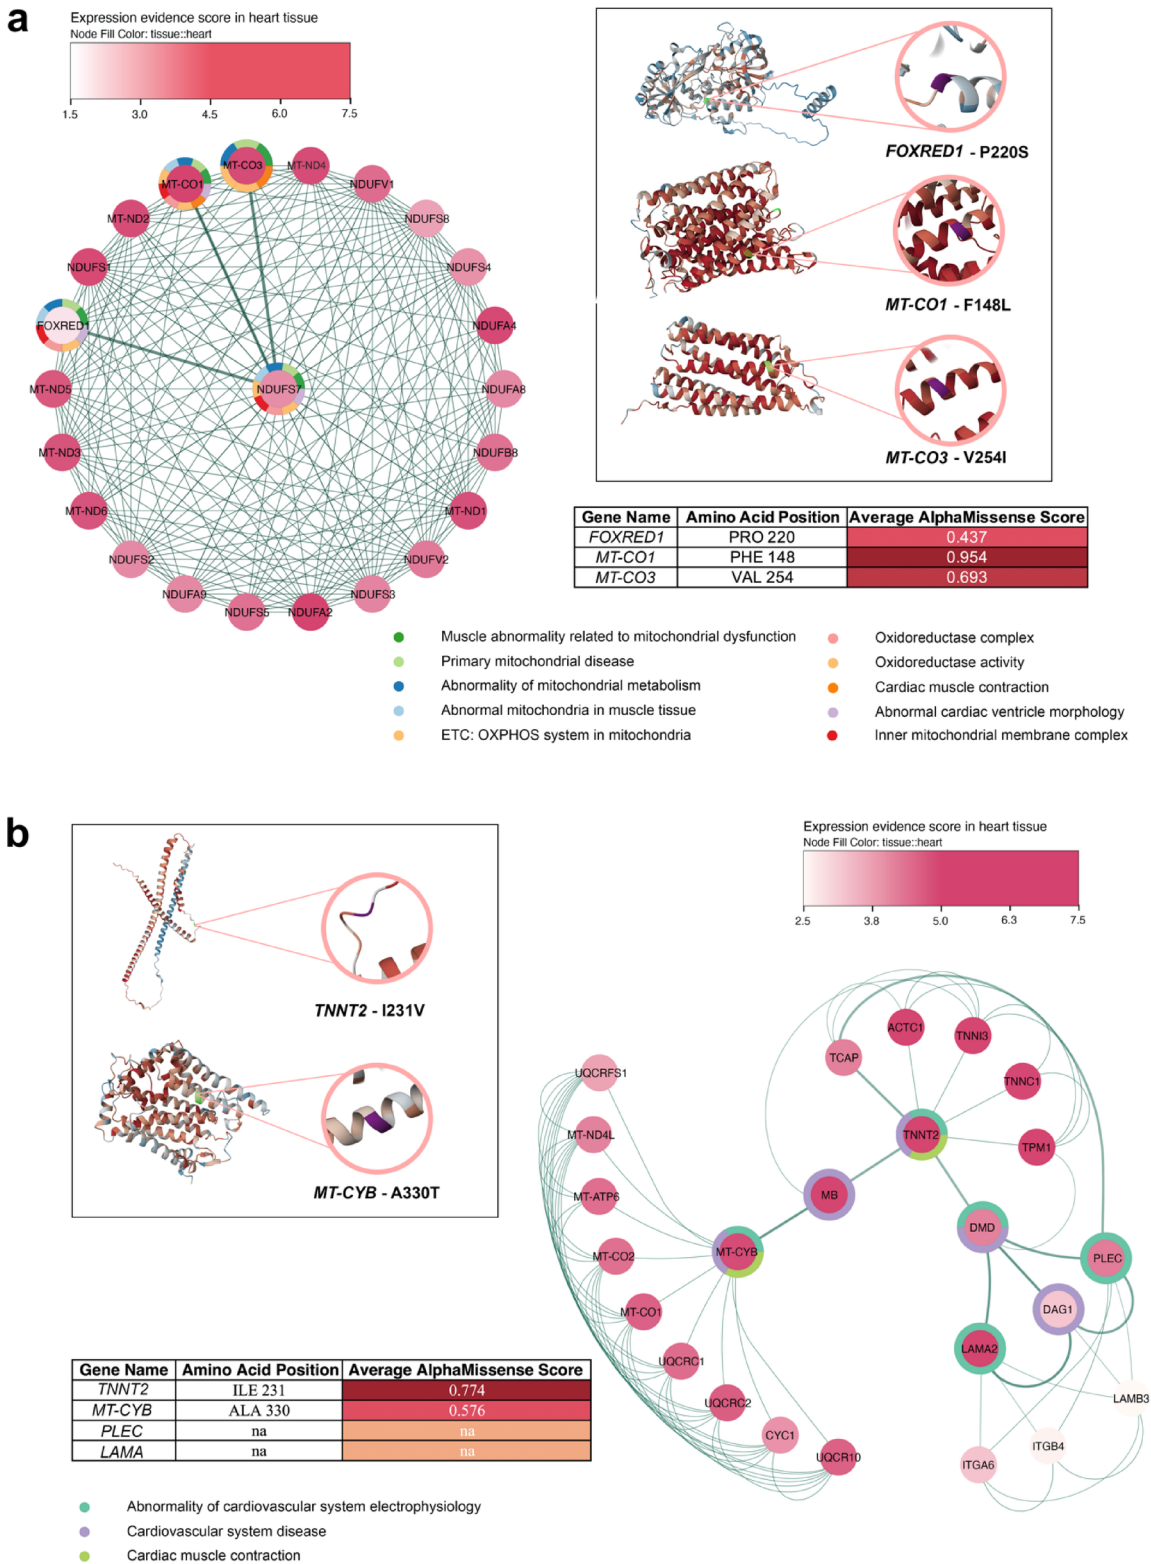 a
Expression evidence score in heart tissue
Node Fill Color: tissue::heart
1.5 3.0 4.5 6.0 7.5
MT-CO3
MT-ND4
MT-CO1
NDUFV1
MT-ND2
NDUFS8
NDUFS1
NDUFS4
FOXRED1
NDUFA4
NDUFS7
MT-ND5
NDUFA8
MT-ND3
NDUFB8
MT-ND6
MT-ND1
NDUFS2
NDUFV2
NDUFA9
NDUFS3
NDUFS5
NDUFA2
FOXRED1 - P220S
MT-CO1 - F148L
MT-CO3 - V254I
Gene Name Amino Acid Position Average AlphaMissense Score
FOXRED1 PRO 220 0.437
MT-CO1 PHE 148 0.954
MT-CO3 VAL 254 0.693
Muscle abnormality related to mitochondrial dysfunction
Primary mitochondrial disease
Abnormality of mitochondrial metabolism
Abnormal mitochondria in muscle tissue
ETC: OXPHOS system in mitochondria
Oxidoreductase complex
Oxidoreductase activity
Cardiac muscle contraction
Abnormal cardiac ventricle morphology
Inner mitochondrial membrane complex
b
TNNT2 - I231V
MT-CYB - A330T
Expression evidence score in heart tissue
Node Fill Color: tissue::heart
2.5 3.8 5.0 6.3 7.5
ACTC1
TNNI3
TCAP
TNNC1
UQCRFS1
TNNT2
MT-ND4L
TPM1
MB
MT-ATP6
DMD
MT-CYB
MT-CO2
PLEC
MT-CO1
DAG1
LAMA2
UQCRC1
UQCRC2
LAMB3
CYC1
ITGB4
UQCR10
ITGA6
Gene Name Amino Acid Position Average AlphaMissense Score
TNNT2 ILE 231 0.774
MT-CYB ALA 330 0.576
PLEC na na
LAMA na na
Abnormality of cardiovascular system electrophysiology
Cardiovascular system disease
Cardiac muscle contraction